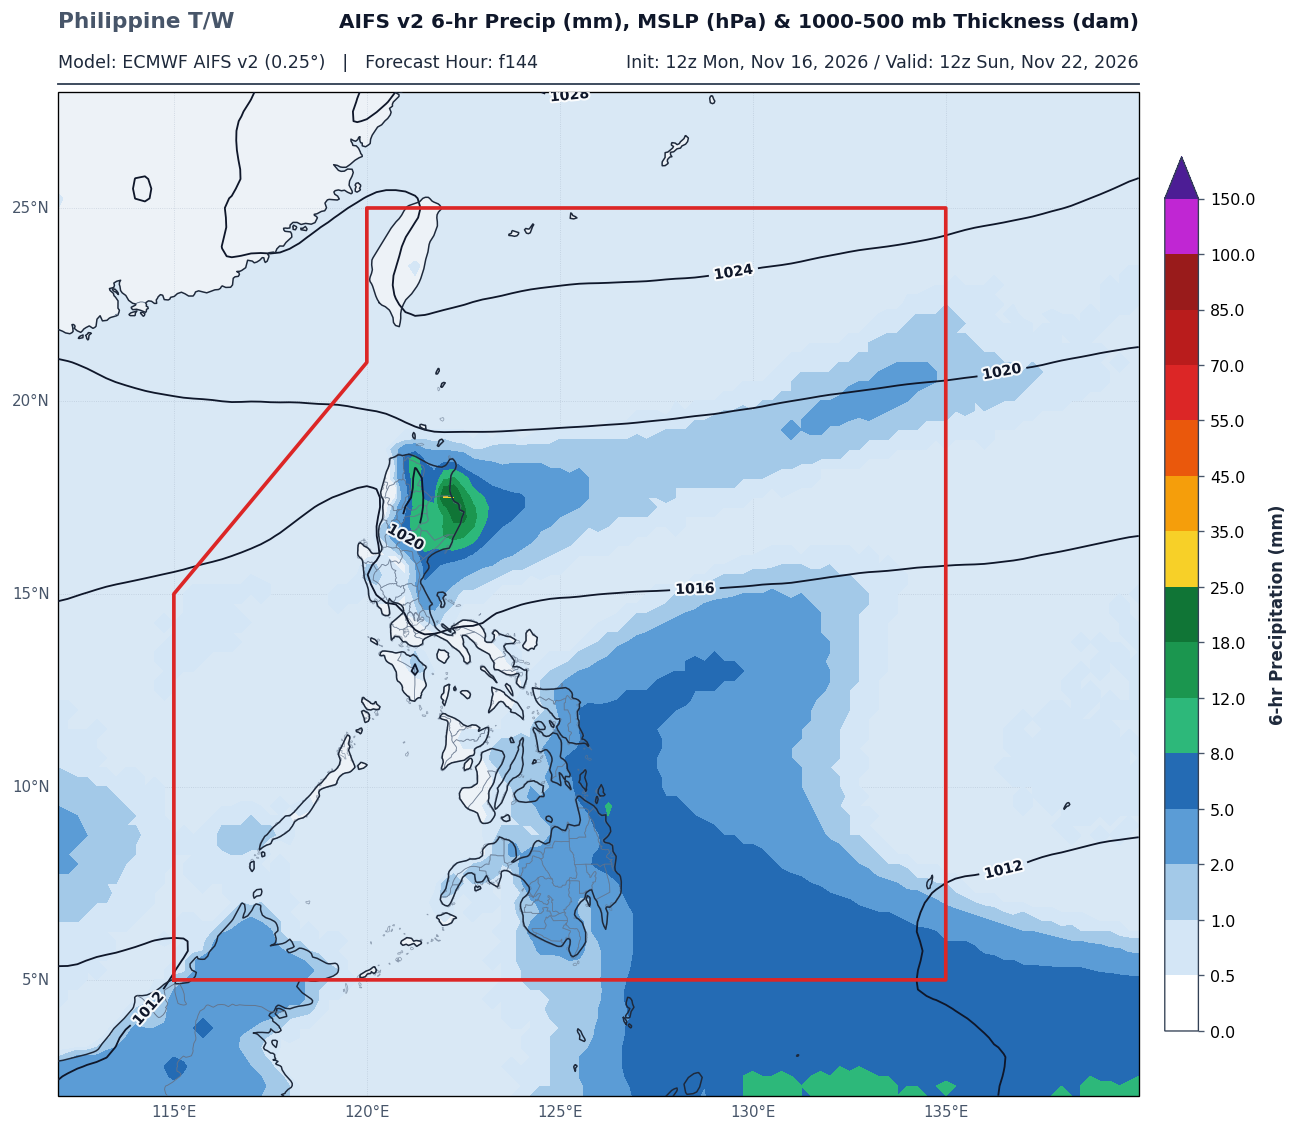 Philippine T/W
AIFS v2 6-hr Precip (mm), MSLP (hPa) & 1000-500 mb Thickness (dam)
Model: ECMWF AIFS v2 (0.25°) | Forecast Hour: f144
Init: 12z Mon, Nov 16, 2026 / Valid: 12z Sun, Nov 22, 2026
1028
25°N
1024
20°N
1020
1020
15°N
1016
10°N
1012
5°N
1012
115°E
120°E
125°E
130°E
135°E
150.0
100.0
85.0
70.0
55.0
45.0
35.0
25.0
18.0
12.0
8.0
5.0
2.0
1.0
0.5
0.0
6-hr Precipitation (mm)